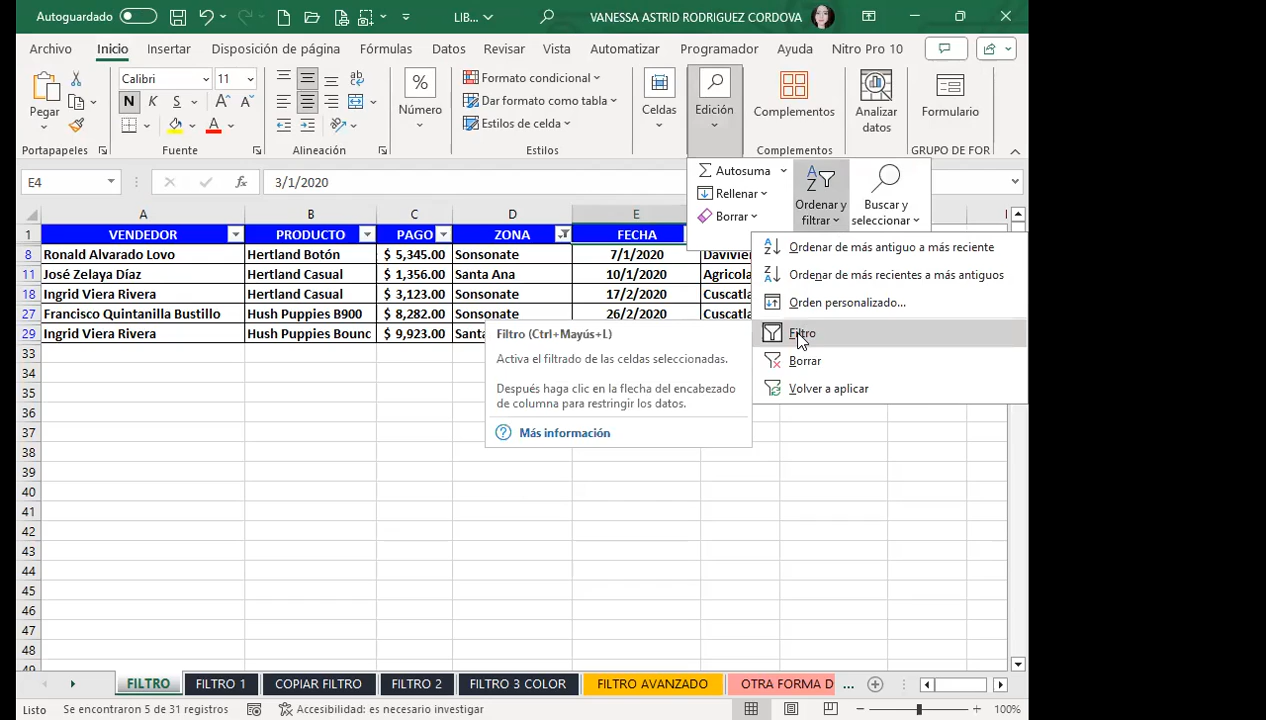 Autoguardado LIB... VANESSA ASTRID RODRIGUEZ CORDOVA
Archivo Inicio Insertar Disposición de página Fórmulas Datos Revisar Vista Automatizar Programador Ayuda Nitro Pro 10
Pegar
Calibri 11
N K S
Número
Formato condicional
Dar formato como tabla
Estilos de celda
Celdas
Edición
Complementos
Analizar datos
Formulario
Portapapeles Fuente Alineación Estilos Complementos GRUPO DE FOR
Autosuma
Rellenar
Borrar
Ordenar y filtrar
Buscar y seleccionar
E4 fx 3/1/2020
A B C D E
1 VENDEDOR PRODUCTO PAGO ZONA FECHA
8 Ronald Alvarado Lovo Hertland Botón $ 5,345.00 Sonsonate 7/1/2020 Davivien
11 José Zelaya Díaz Hertland Casual $ 1,356.00 Santa Ana 10/1/2020 Agricola
18 Ingrid Viera Rivera Hertland Casual $ 3,123.00 Sonsonate 17/2/2020 Cuscatla
27 Francisco Quintanilla Bustillo Hush Puppies B900 $ 8,282.00 Sonsonate 26/2/2020 Cuscatl
29 Ingrid Viera Rivera Hush Puppies Bounc $ 9,923.00 Santa
33
34
35
36
37
38
39
40
41
42
43
44
45
46
47
48
49
Ordenar de más antiguo a más reciente
Ordenar de más recientes a más antiguos
Orden personalizado...
Filtro
Borrar
Volver a aplicar
Filtro (Ctrl+Mayús+L)
Activa el filtrado de las celdas seleccionadas.
Después haga clic en la flecha del encabezado
de columna para restringir los datos.
Más información
FILTRO FILTRO 1 COPIAR FILTRO FILTRO 2 FILTRO 3 COLOR FILTRO AVANZADO OTRA FORMA D ...
Listo Se encontraron 5 de 31 registros Accesibilidad: es necesario investigar 100%